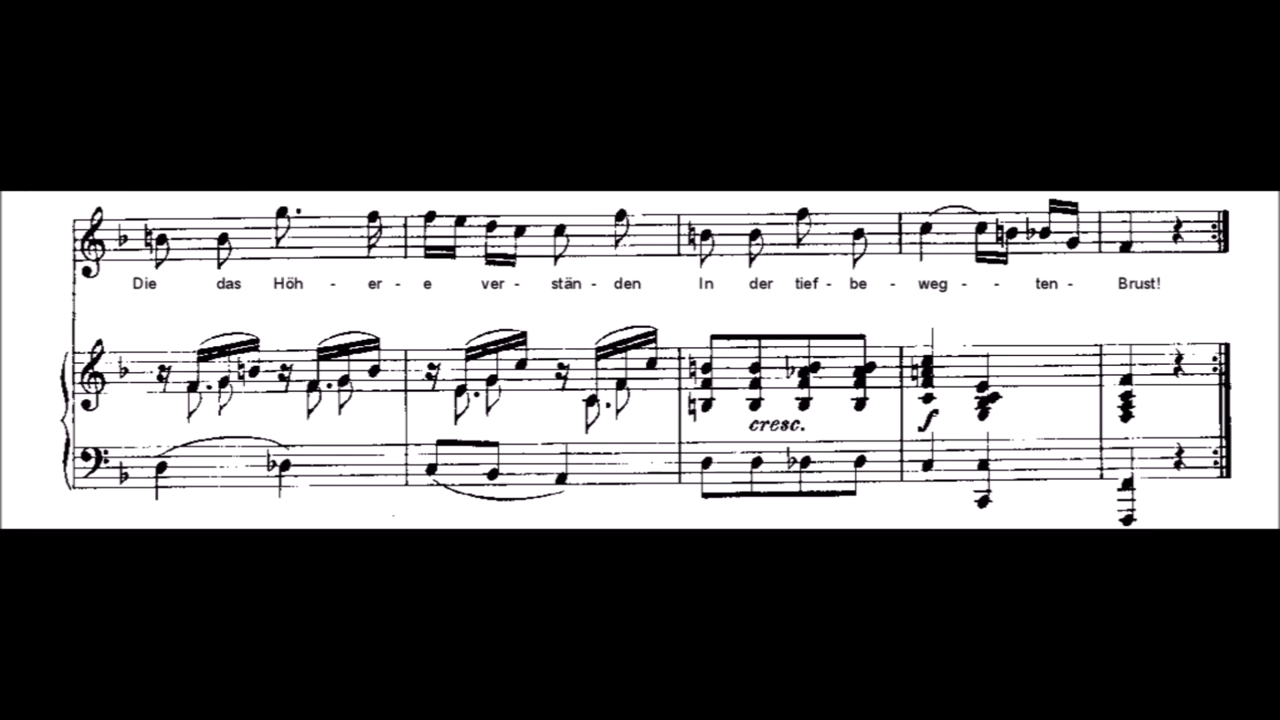 Die das Höh - er - e ver - stän - den In der tief - be - weg - - ten - Brust!
cresc.
f